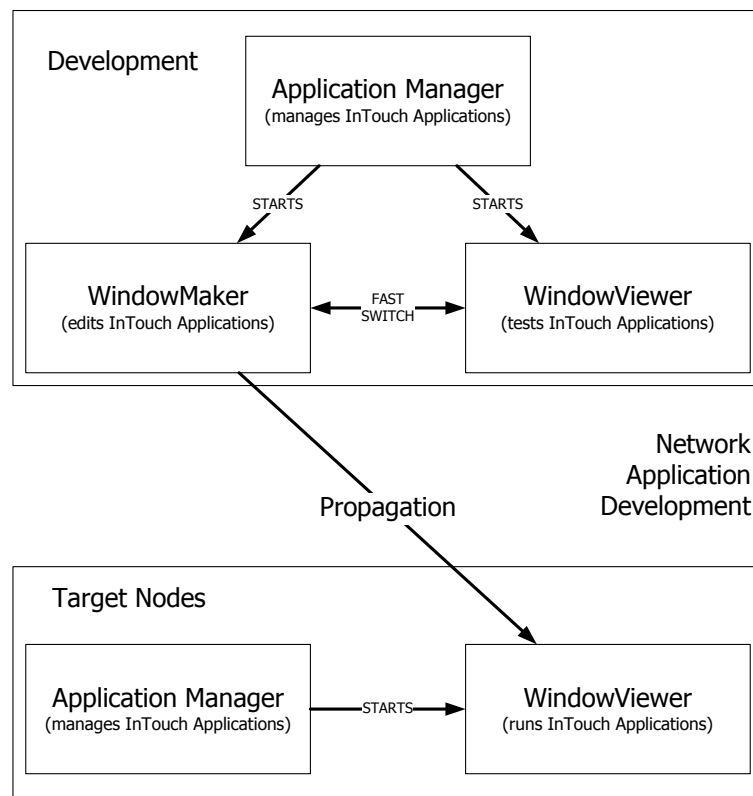 Development
Application Manager
(manages InTouch Applications)
STARTS
STARTS
WindowMaker
(edits InTouch Applications)
FAST
SWITCH
WindowViewer
(tests InTouch Applications)
Network
Application
Development
Propagation
Target Nodes
Application Manager
(manages InTouch Applications)
STARTS
WindowViewer
(runs InTouch Applications)